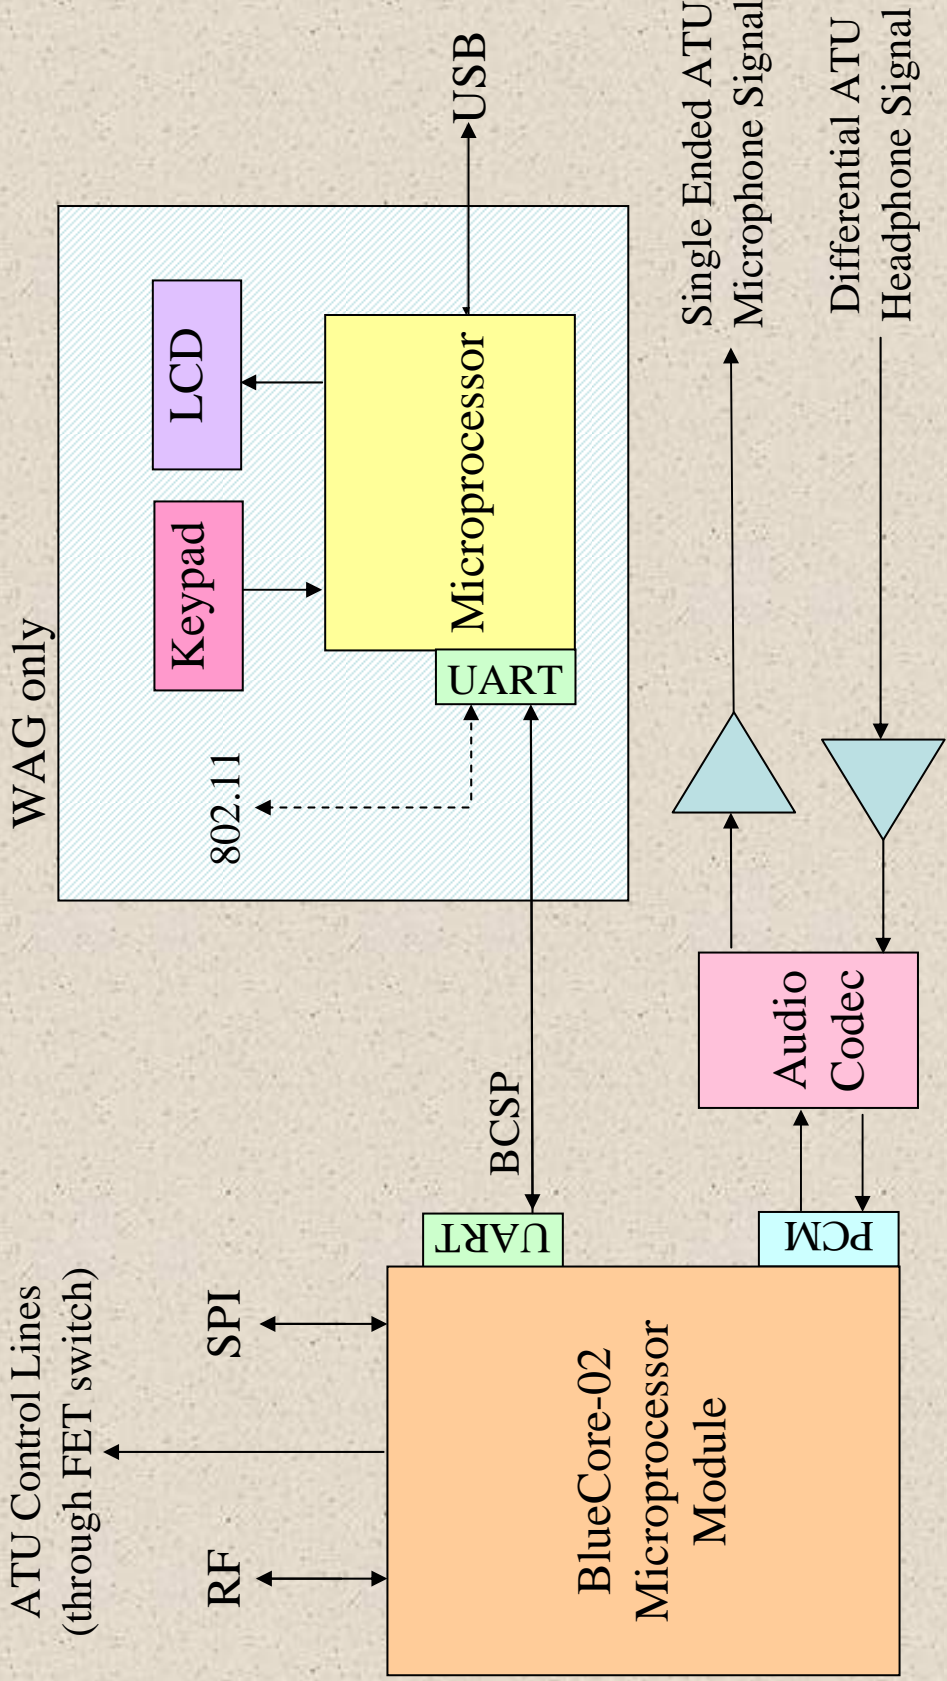 ATU Control Lines
(through FET switch)
RF
SPI
BlueCore-02
Microprocessor
Module
UART
PCM
BCSP
Audio
Codec
WAG only
802.11
Keypad
LCD
UART
Microprocessor
USB
Single Ended ATU
Microphone Signal
Differential ATU
Headphone Signal